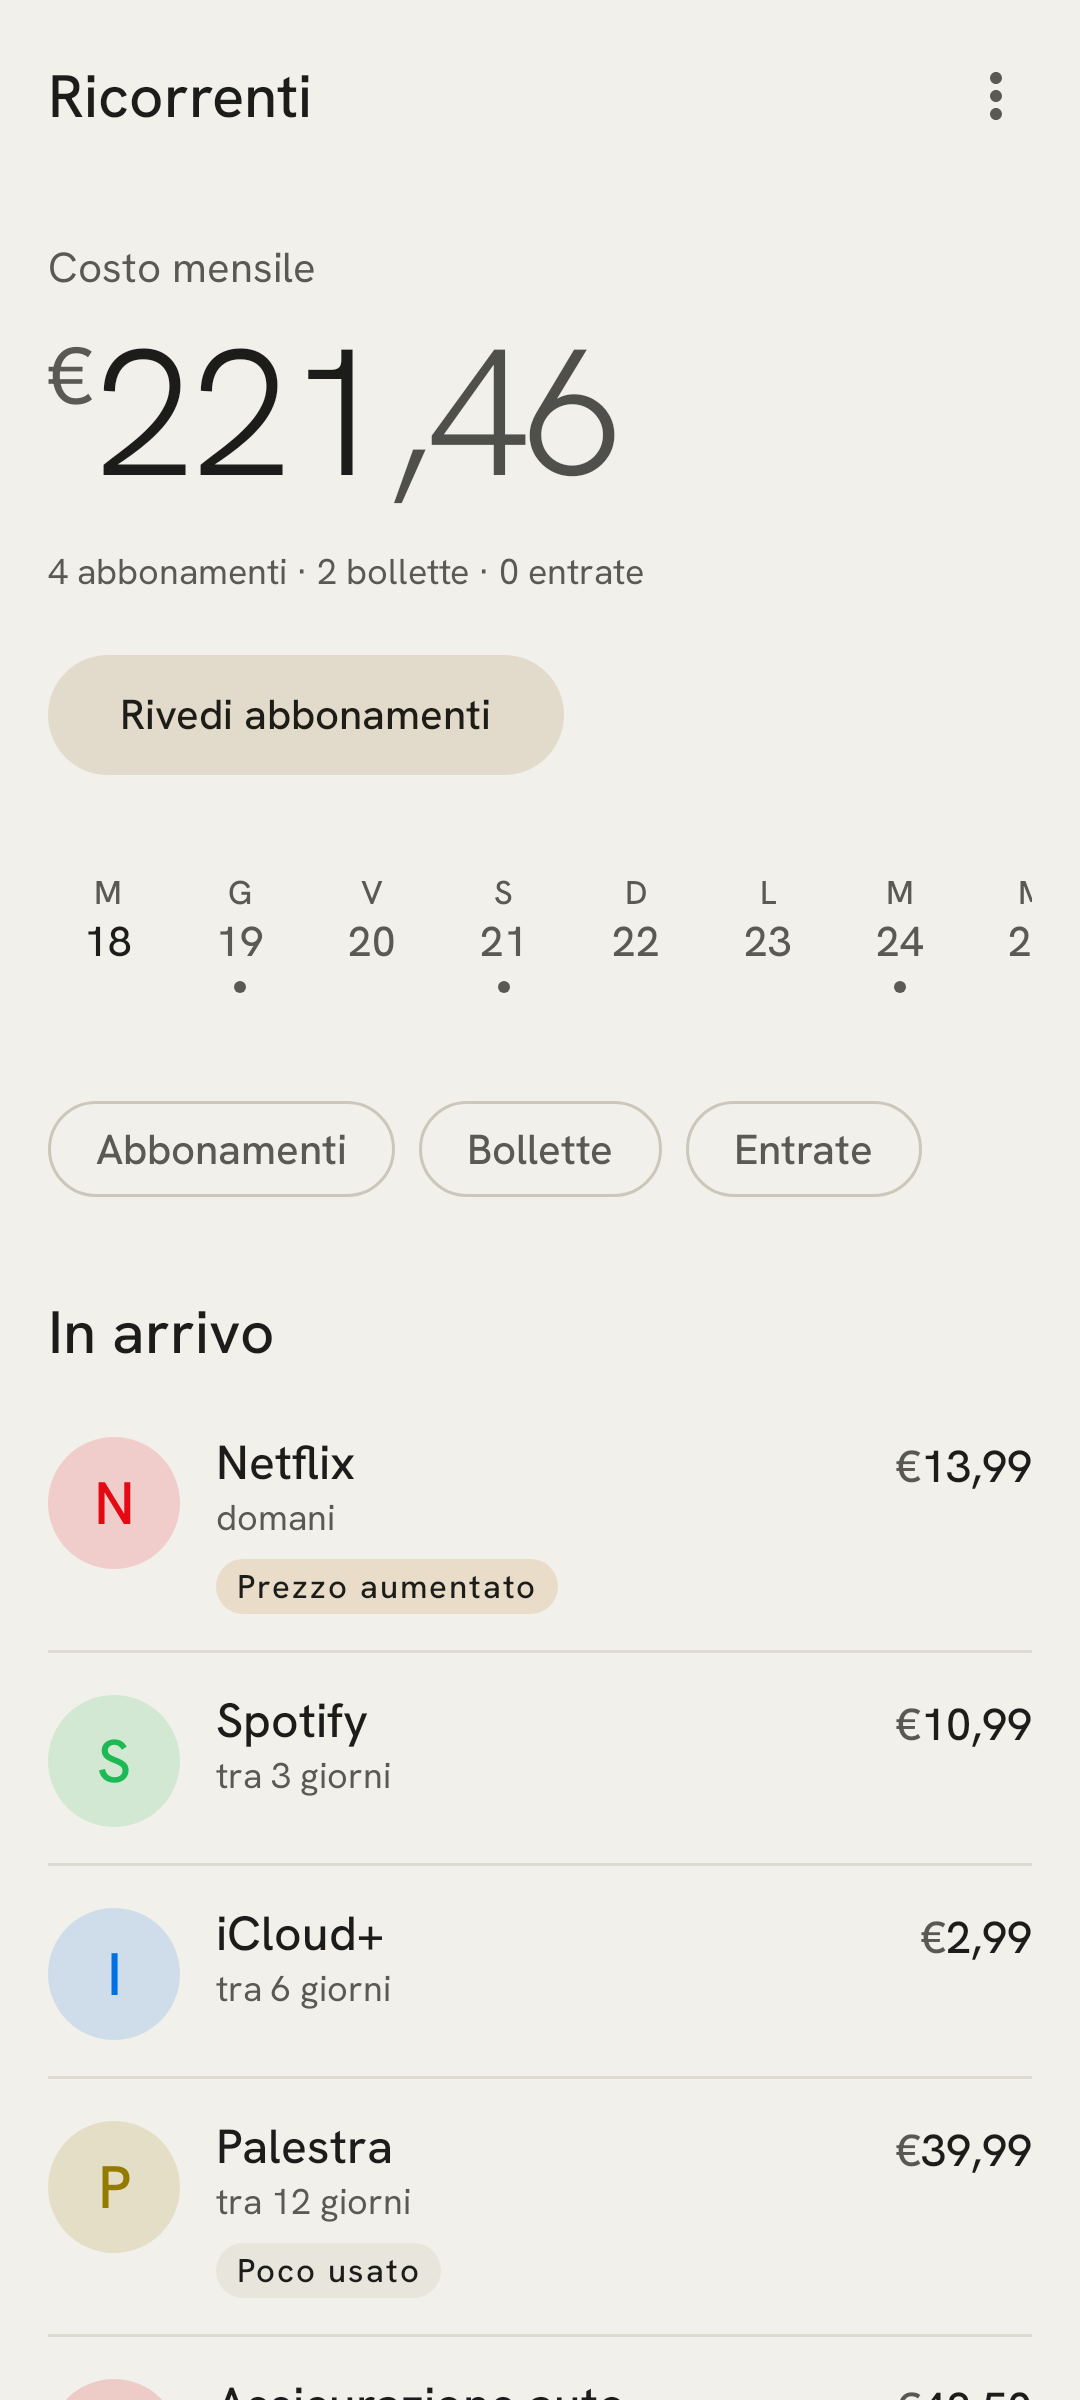 Ricorrenti
Costo mensile
€221,46
4 abbonamenti · 2 bollette · 0 entrate
Rivedi abbonamenti
M G V S D L M
18 19 20 21 22 23 24
Abbonamenti Bollette Entrate
In arrivo
Netflix €13,99
domani
Prezzo aumentato
Spotify €10,99
tra 3 giorni
iCloud+ €2,99
tra 6 giorni
Palestra €39,99
tra 12 giorni
Poco usato
N
S
I
P
Assicurazione auto